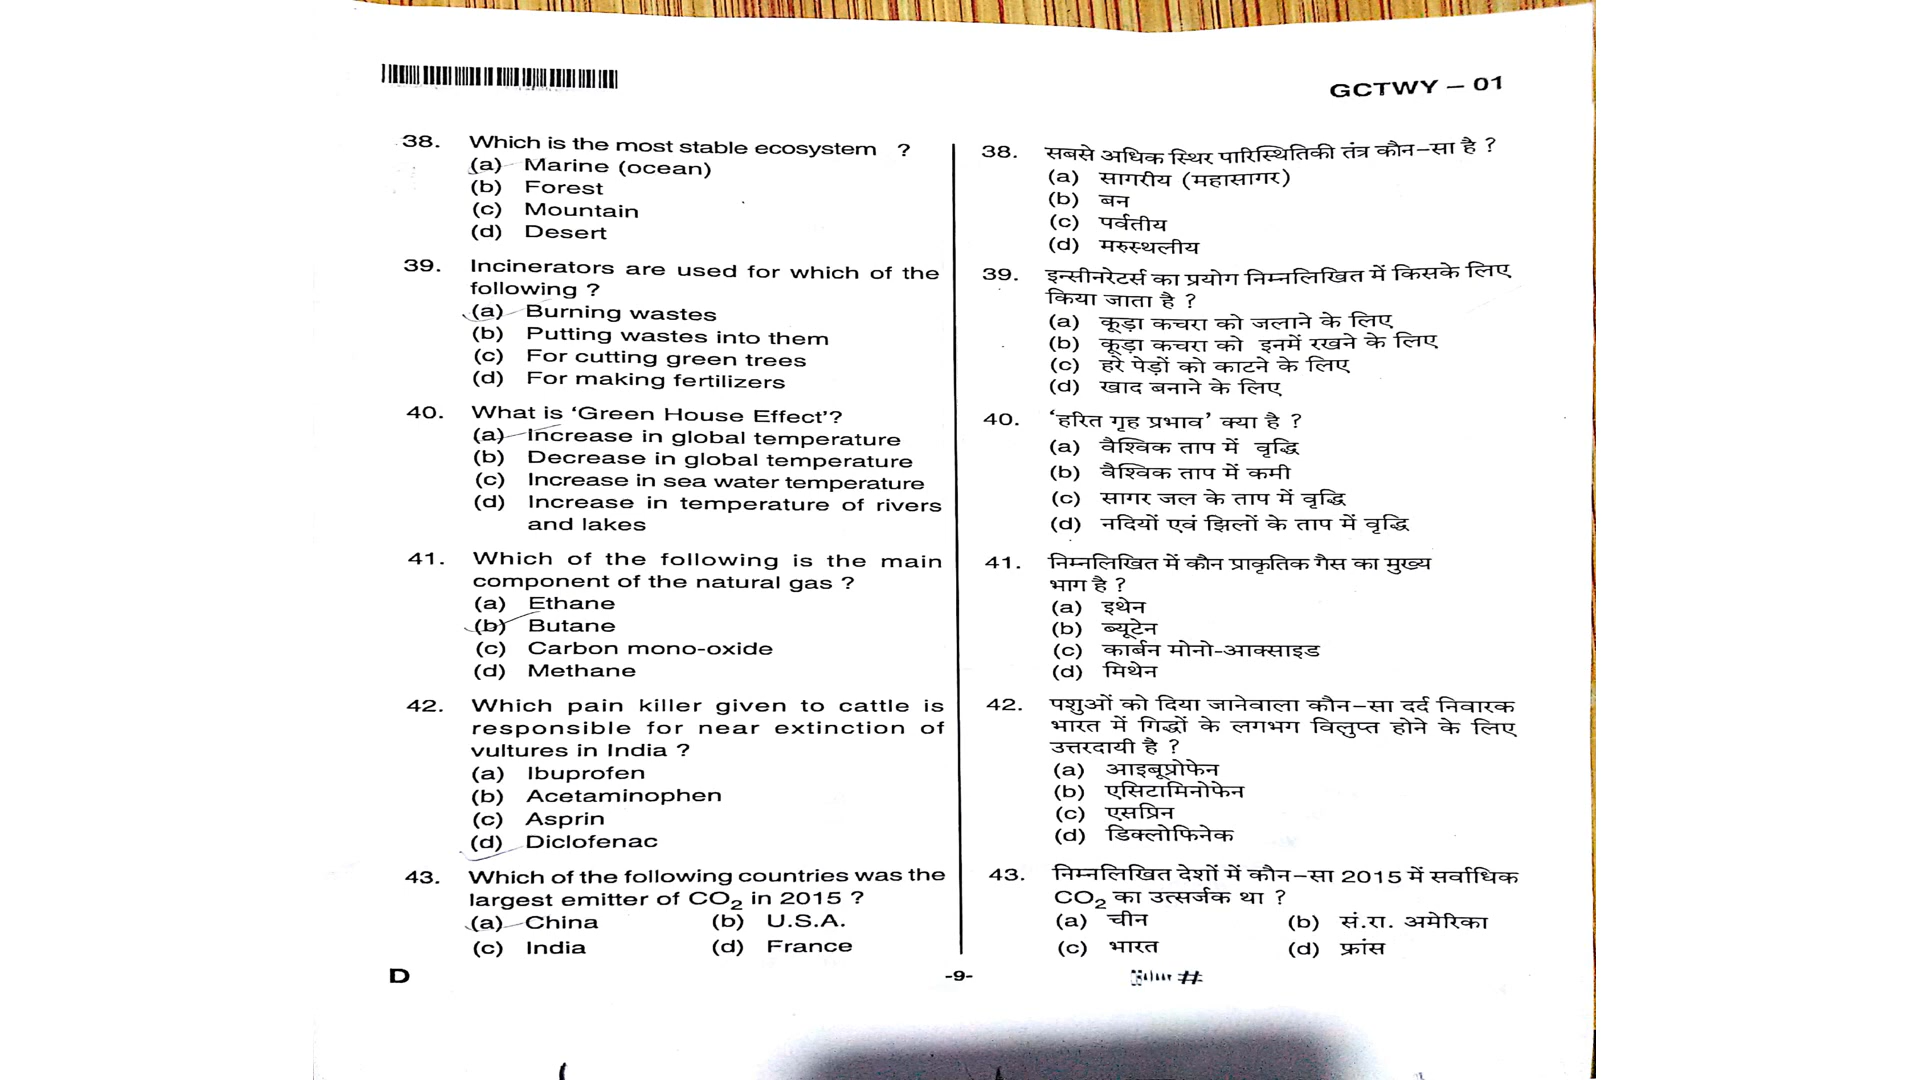 GCTWY – 01
38. Which is the most stable ecosystem ?
(a) Marine (ocean)
(b) Forest
(c) Mountain
(d) Desert
39. Incinerators are used for which of the
following ?
(a) Burning wastes
(b) Putting wastes into them
(c) For cutting green trees
(d) For making fertilizers
40. What is ‘Green House Effect’?
(a) Increase in global temperature
(b) Decrease in global temperature
(c) Increase in sea water temperature
(d) Increase in temperature of rivers
and lakes
41. Which of the following is the main
component of the natural gas ?
(a) Ethane
(b) Butane
(c) Carbon mono-oxide
(d) Methane
42. Which pain killer given to cattle is
responsible for near extinction of
vultures in India ?
(a) Ibuprofen
(b) Acetaminophen
(c) Asprin
(d) Diclofenac
43. Which of the following countries was the
largest emitter of CO₂ in 2015 ?
(a) China (b) U.S.A.
(c) India (d) France
38. सबसे अधिक स्थिर पारिस्थितिकी तंत्र कौन–सा है ?
(a) सागरीय (महासागर)
(b) बन
(c) पर्वतीय
(d) मरुस्थलीय
39. इन्सीनरेटर्स का प्रयोग निम्नलिखित में किसके लिए
किया जाता है ?
(a) कूड़ा कचरा को जलाने के लिए
(b) कूड़ा कचरा को इनमें रखने के लिए
(c) हरे पेड़ों को काटने के लिए
(d) खाद बनाने के लिए
40. ‘हरित गृह प्रभाव’ क्या है ?
(a) वैश्विक ताप में वृद्धि
(b) वैश्विक ताप में कमी
(c) सागर जल के ताप में वृद्धि
(d) नदियों एवं झिलों के ताप में वृद्धि
41. निम्नलिखित में कौन प्राकृतिक गैस का मुख्य
भाग है ?
(a) इथेन
(b) ब्यूटेन
(c) कार्बन मोनो-आक्साइड
(d) मिथेन
42. पशुओं को दिया जानेवाला कौन–सा दर्द निवारक
भारत में गिद्धों के लगभग विलुप्त होने के लिए
उत्तरदायी है ?
(a) आइबूप्रोफेन
(b) एसिटामिनोफेन
(c) एसप्रिन
(d) डिक्लोफिनेक
43. निम्नलिखित देशों में कौन–सा 2015 में सर्वाधिक
CO₂ का उत्सर्जक था ?
(a) चीन (b) सं.रा. अमेरिका
(c) भारत (d) फ्रांस
D -9- #